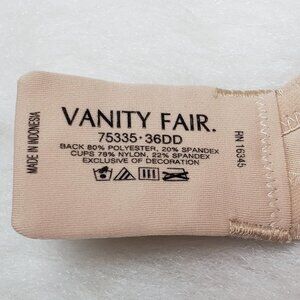 VANITY FAIR.
75335·36DD
BACK 80% POLYESTER, 20% SPANDEX
CUPS 78% NYLON, 22% SPANDEX
EXCLUSIVE OF DECORATION
MADE IN INDONESIA
RN 16345